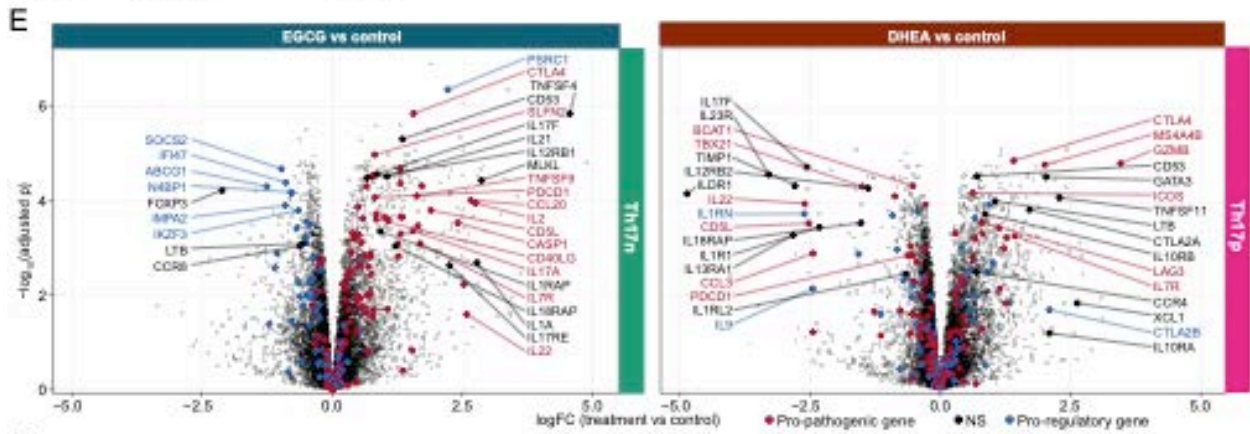 E
EGCG vs control
DHEA vs control
PSRC1
CTLA4
TNFSF4
CD53
SLFN2
IL17F
IL21
IL12RB1
MLKL
TNFSF9
PDCD1
CCL20
IL2
CD5L
CASP1
CD40LG
IL17A
IL1RAP
IL7R
IL18RAP
IL1A
IL17RE
IL22
SOCS2
IFI47
ABCG1
N4BP1
FOXP3
IMPA2
IKZF3
LTB
CCR8
Th17n
IL17F
IL23R
BCAT1
TBX21
TIMP1
IL12RB2
ILDR1
IL22
IL1RN
CD5L
IL18RAP
IL1R1
IL13RA1
CCL3
PDCD1
IL1RL2
IL9
CTLA4
MS4A4B
GZMB
CD53
GATA3
ICOS
TNFSF11
LTB
CTLA2A
IL10RB
LAG3
IL7R
CCR4
XCL1
CTLA2B
IL10RA
Th17p
−log10(adjusted p)
6
4
2
0
−5.0 −2.5 0.0 2.5 5.0
−5.0 −2.5 0.0 2.5 5.0
logFC (treatment vs control)
Pro-pathogenic gene NS Pro-regulatory gene